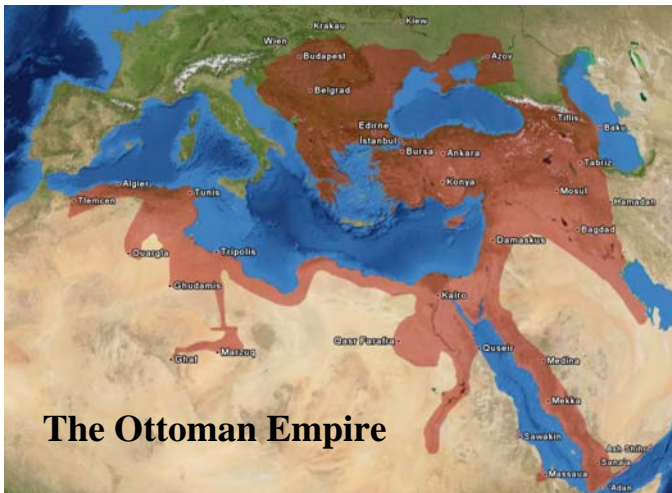 Krakau
Kiew
Wien
Budapest
Azov
Belgrad
Edirne
İstanbul
Bursa
Ankara
Tiflis
Baku
Tabriz
Konya
Mosul
Hamadan
Algier
Tunis
Tlemcen
Bagdad
Damaskus
Ouargla
Tripolis
Ghudamis
Kairo
Qasr Farafra
Quseir
Marzuq
Ghat
Medina
Mekka
The Ottoman Empire
Sawakin
Ash Shihr
Sana'a
Massaua
'Adan